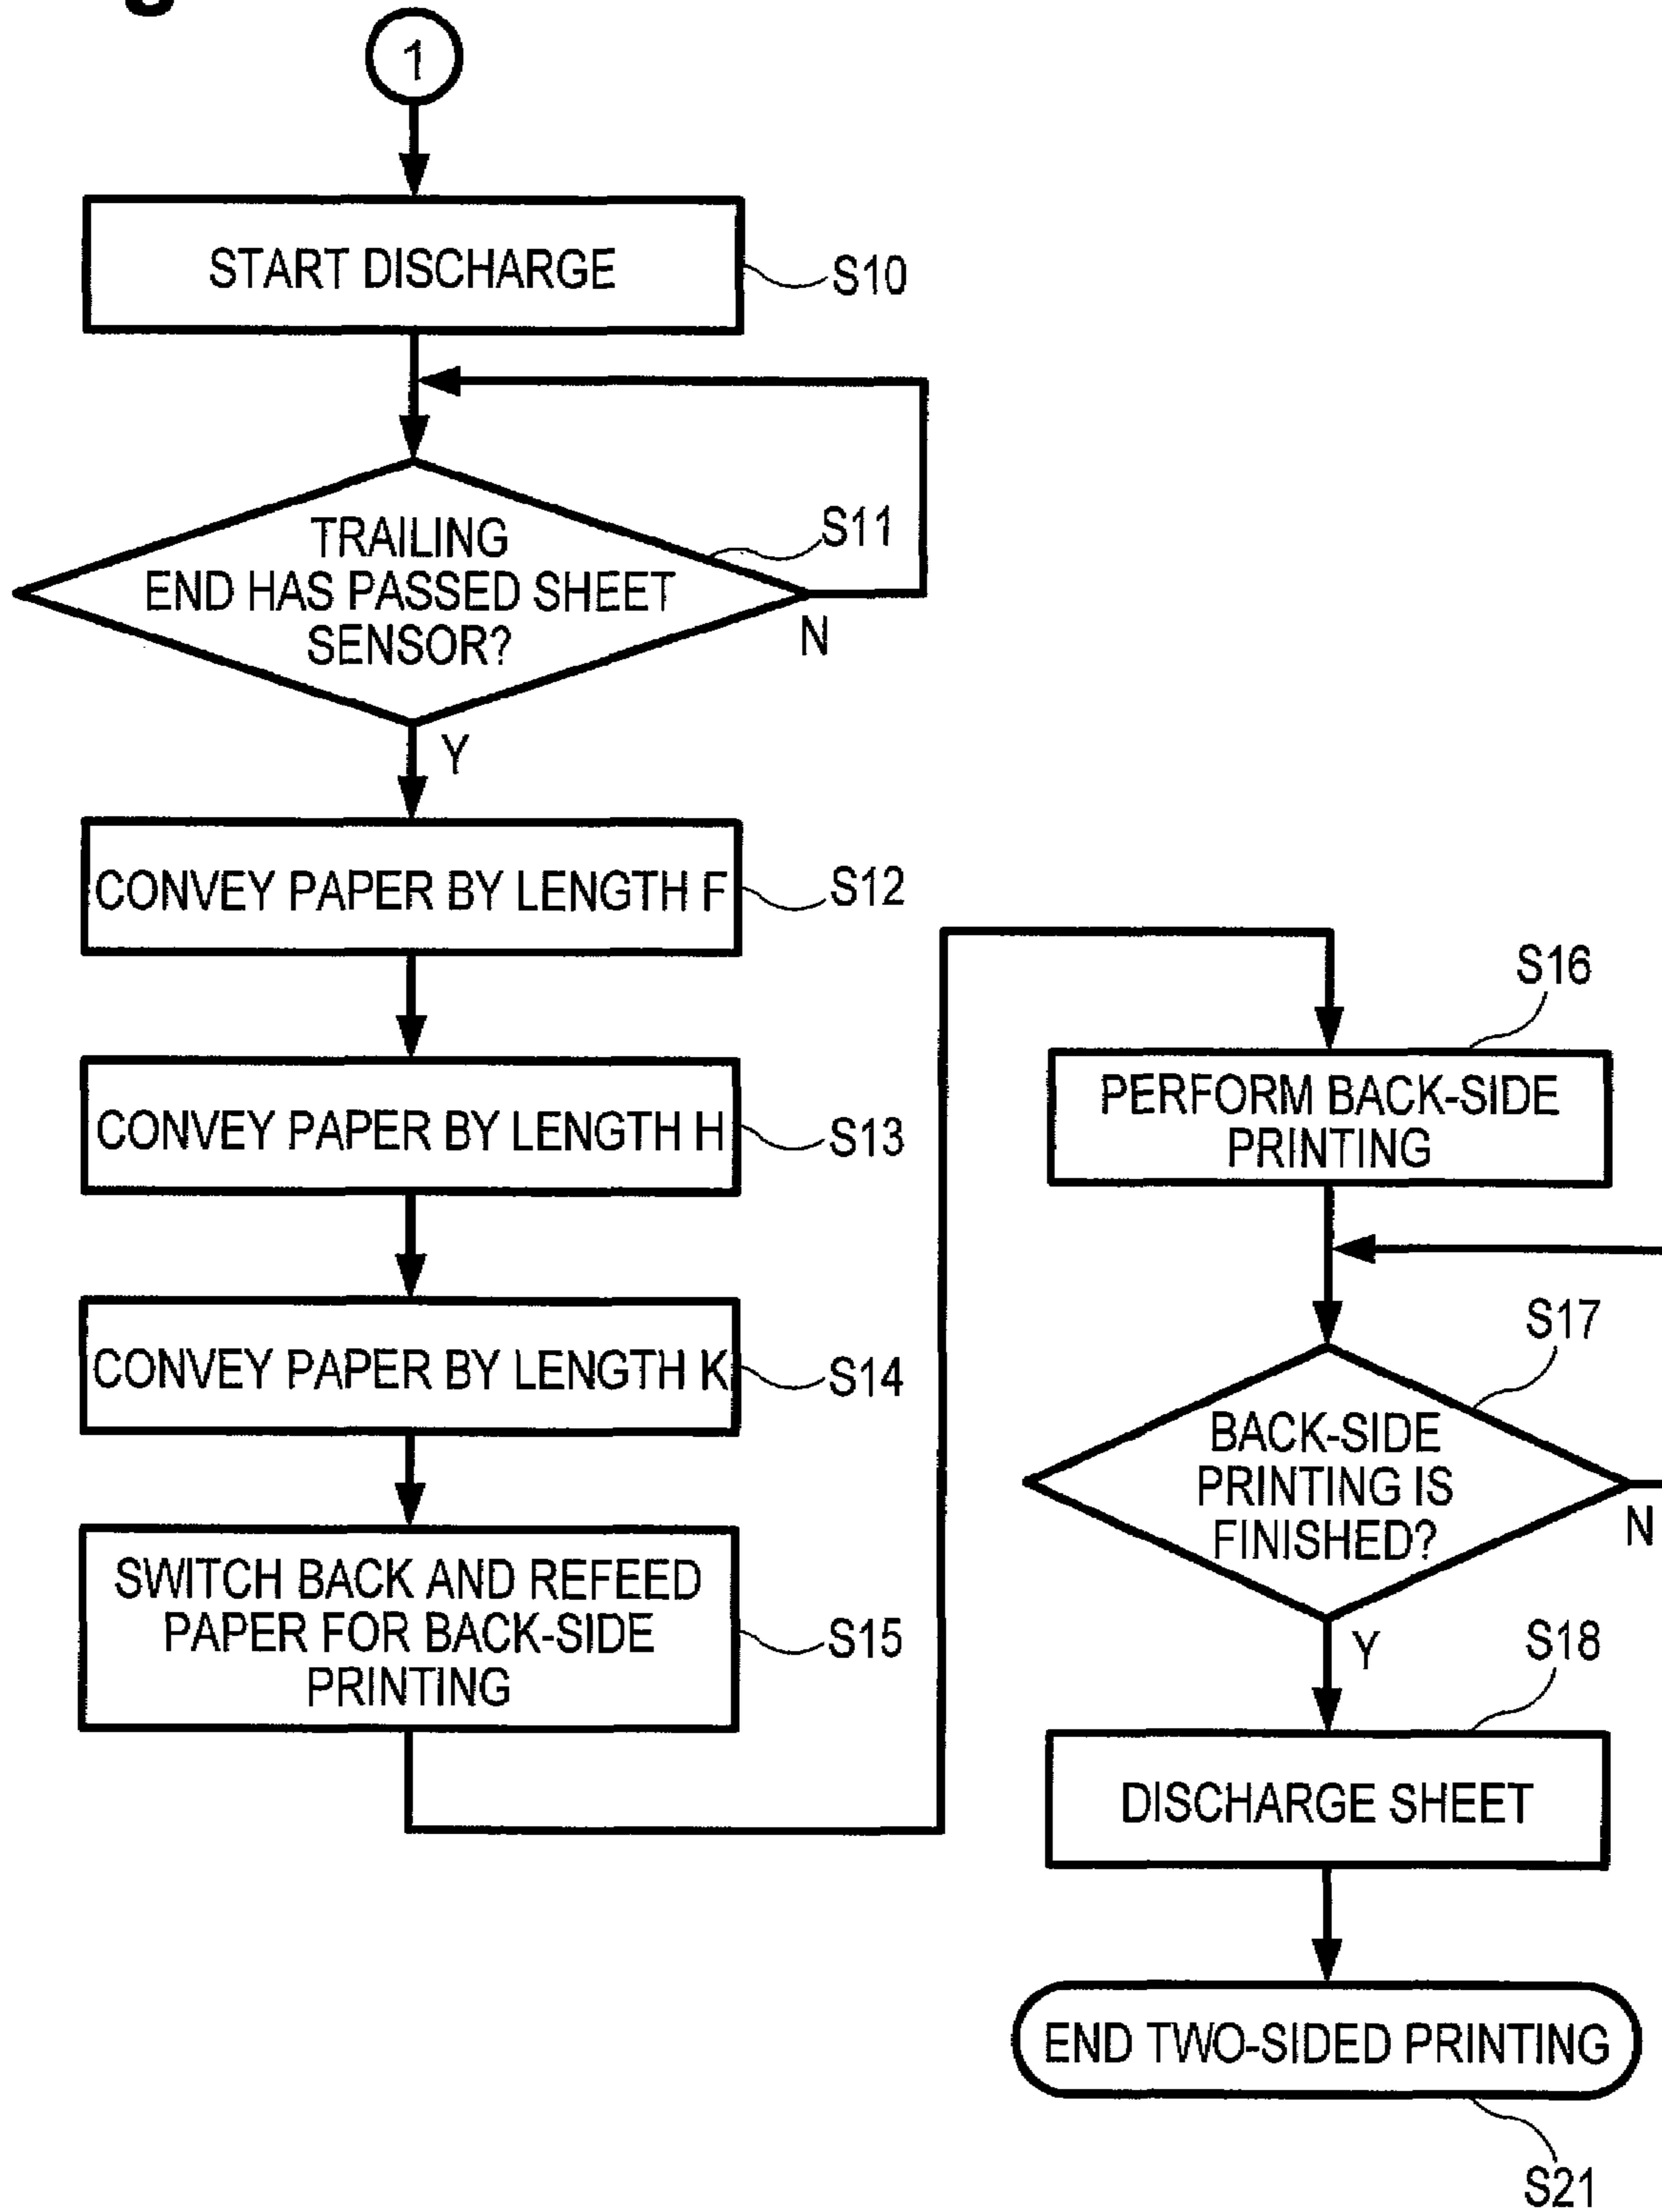 1
START DISCHARGE
S10
TRAILING
END HAS PASSED SHEET
SENSOR?
S11
N
Y
CONVEY PAPER BY LENGTH F
S12
CONVEY PAPER BY LENGTH H
S13
CONVEY PAPER BY LENGTH K
S14
SWITCH BACK AND REFEED
PAPER FOR BACK-SIDE
PRINTING
S15
S16
PERFORM BACK-SIDE
PRINTING
S17
BACK-SIDE
PRINTING IS
FINISHED?
N
Y
S18
DISCHARGE SHEET
END TWO-SIDED PRINTING
S21